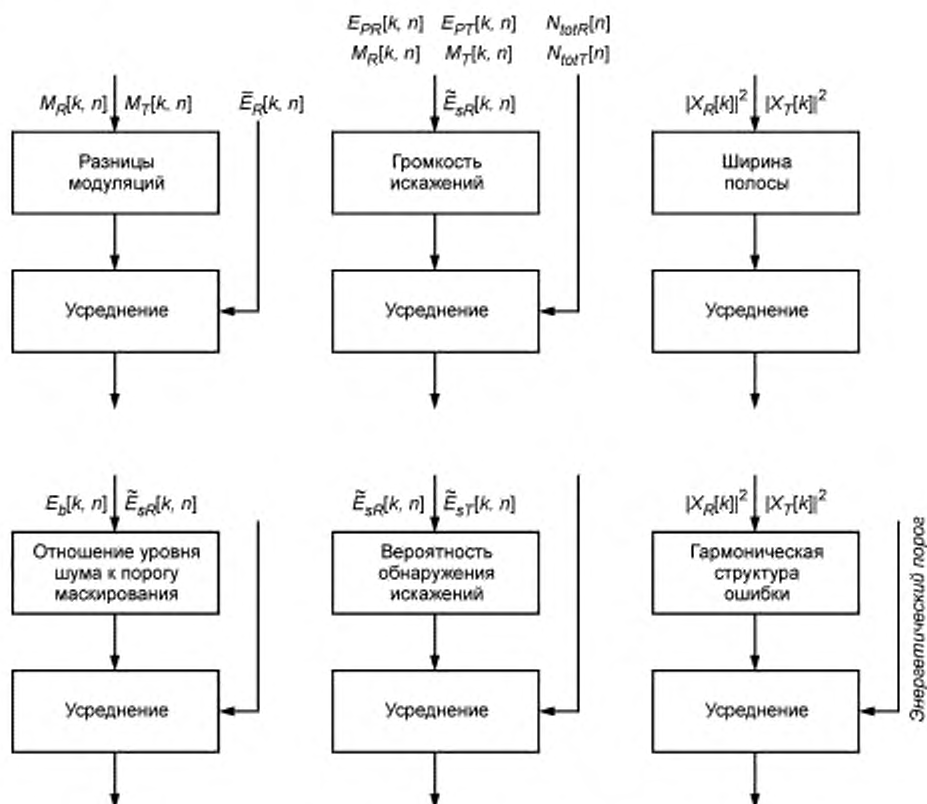 E_PR[k, n] E_PT[k, n] N_totR[n]
M_R[k, n] M_T[k, n] N_totT[n]
M_R[k, n] M_T[k, n] Ē_R[k, n]
Ẽ_sR[k, n]
|X_R[k]|² |X_T[k]|²
Разницы
модуляций
Громкость
искажений
Ширина
полосы
Усреднение
Усреднение
Усреднение
E_b[k, n] Ẽ_sR[k, n]
Ẽ_sR[k, n] Ẽ_sT[k, n]
|X_R[k]|² |X_T[k]|²
Отношение уровня
шума к порогу
маскирования
Вероятность
обнаружения
искажений
Гармоническая
структура
ошибки
Энергетический порог
Усреднение
Усреднение
Усреднение